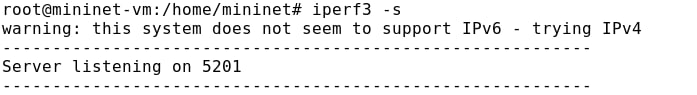 root@mininet-vm:/home/mininet# iperf3 -s
warning: this system does not seem to support IPv6 - trying IPv4
-----------------------------------------------------------
Server listening on 5201
-----------------------------------------------------------